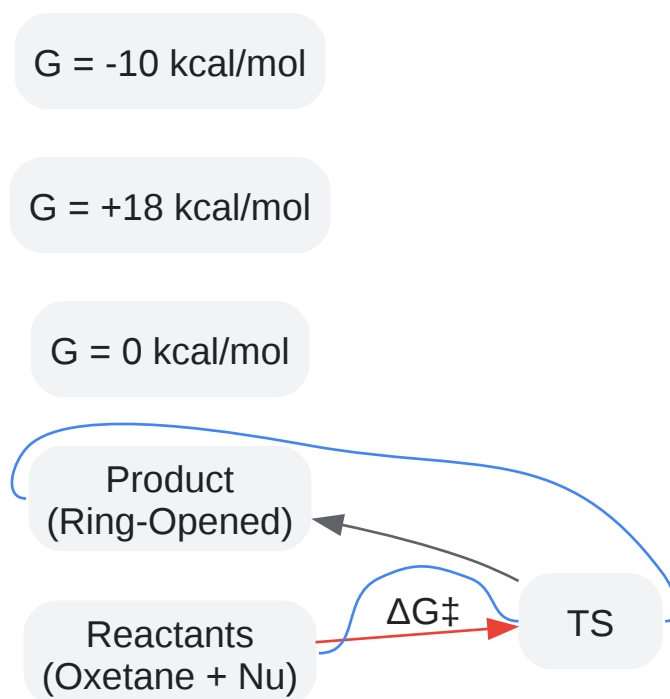 G = -10 kcal/mol
G = +18 kcal/mol
G = 0 kcal/mol
Product
(Ring-Opened)
ΔG‡
TS
Reactants
(Oxetane + Nu)